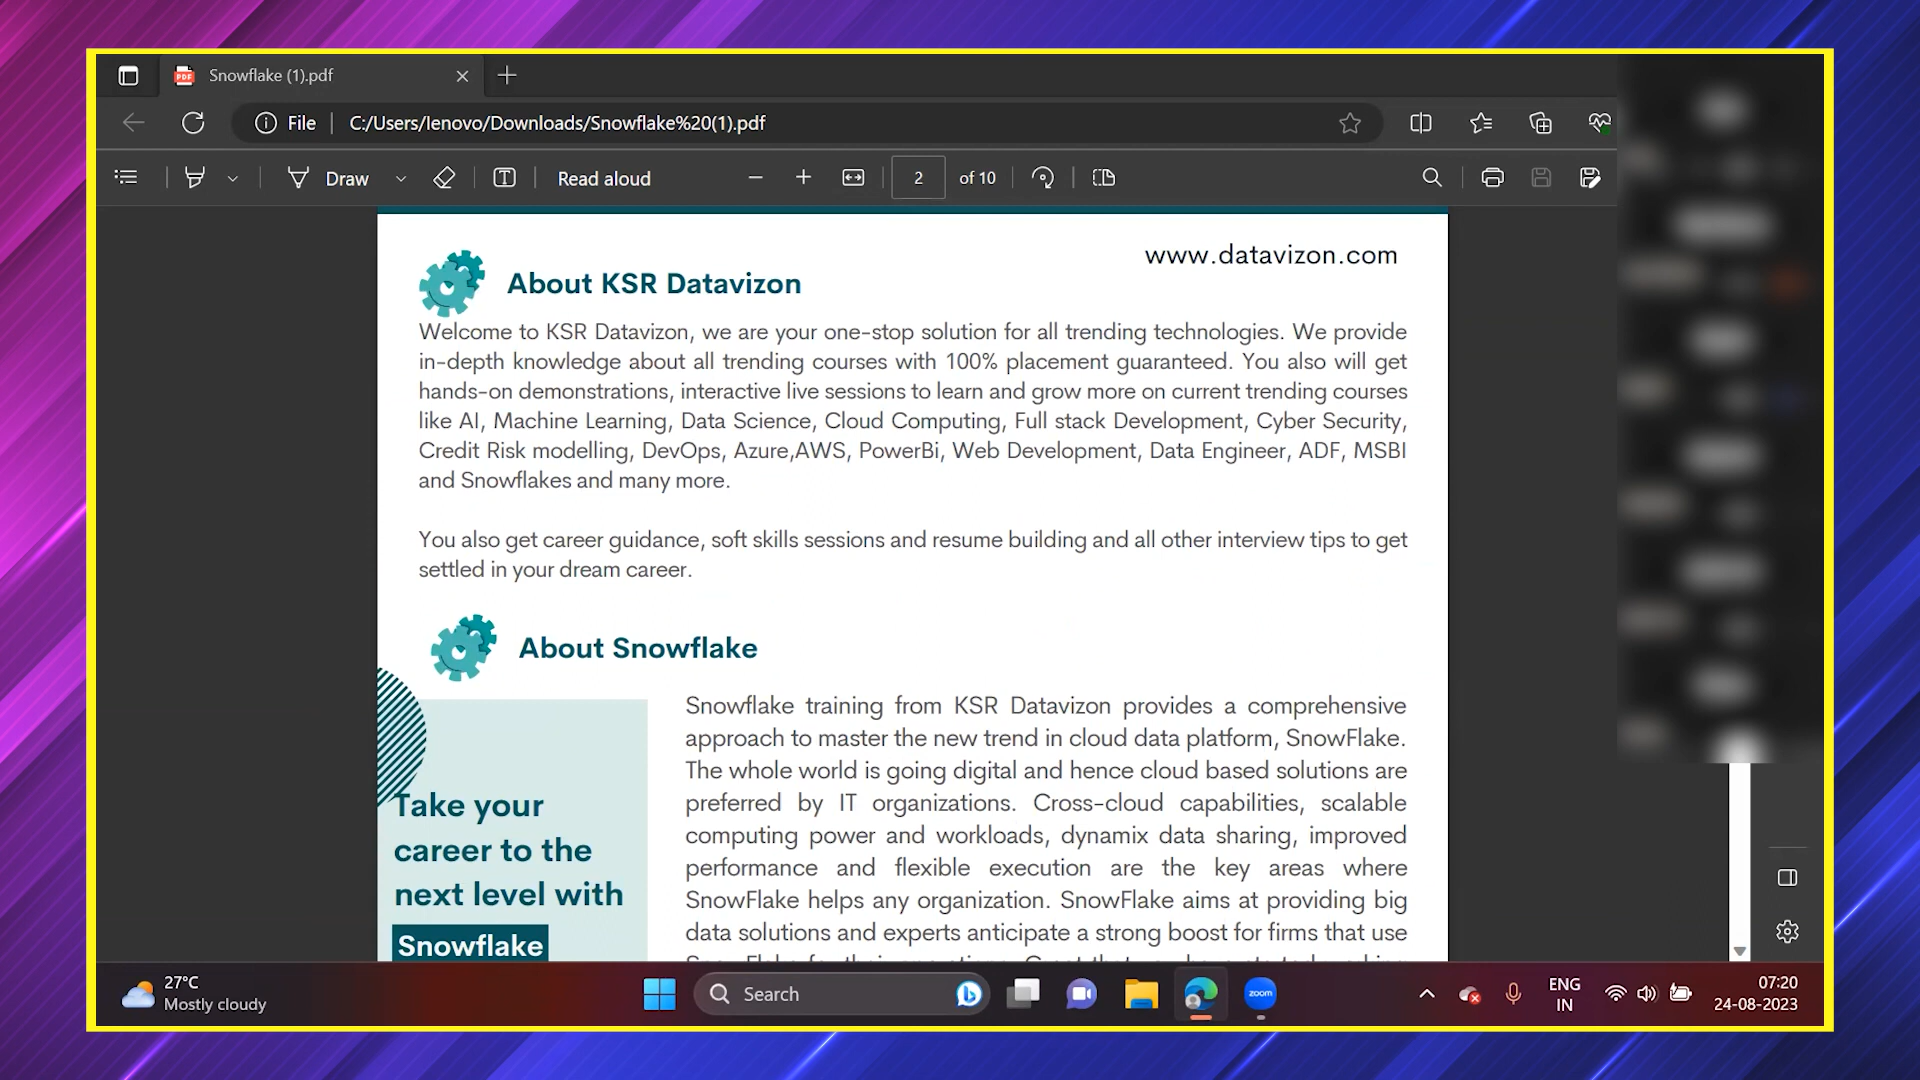 Snowflake (1).pdf
File
C:/Users/lenovo/Downloads/Snowflake%20(1).pdf
Draw
Read aloud
2
of 10
www.datavizon.com
About KSR Datavizon
Welcome to KSR Datavizon, we are your one-stop solution for all trending technologies. We provide
in-depth knowledge about all trending courses with 100% placement guaranteed. You also will get
hands-on demonstrations, interactive live sessions to learn and grow more on current trending courses
like AI, Machine Learning, Data Science, Cloud Computing, Full stack Development, Cyber Security,
Credit Risk modelling, DevOps, Azure,AWS, PowerBi, Web Development, Data Engineer, ADF, MSBI
and Snowflakes and many more.
You also get career guidance, soft skills sessions and resume building and all other interview tips to get
settled in your dream career.
About Snowflake
Take your
career to the
next level with
Snowflake
Snowflake training from KSR Datavizon provides a comprehensive
approach to master the new trend in cloud data platform, SnowFlake.
The whole world is going digital and hence cloud based solutions are
preferred by IT organizations. Cross-cloud capabilities, scalable
computing power and workloads, dynamix data sharing, improved
performance and flexible execution are the key areas where
SnowFlake helps any organization. SnowFlake aims at providing big
data solutions and experts anticipate a strong boost for firms that use
27°C
Mostly cloudy
Search
zoom
ENG
IN
07:20
24-08-2023